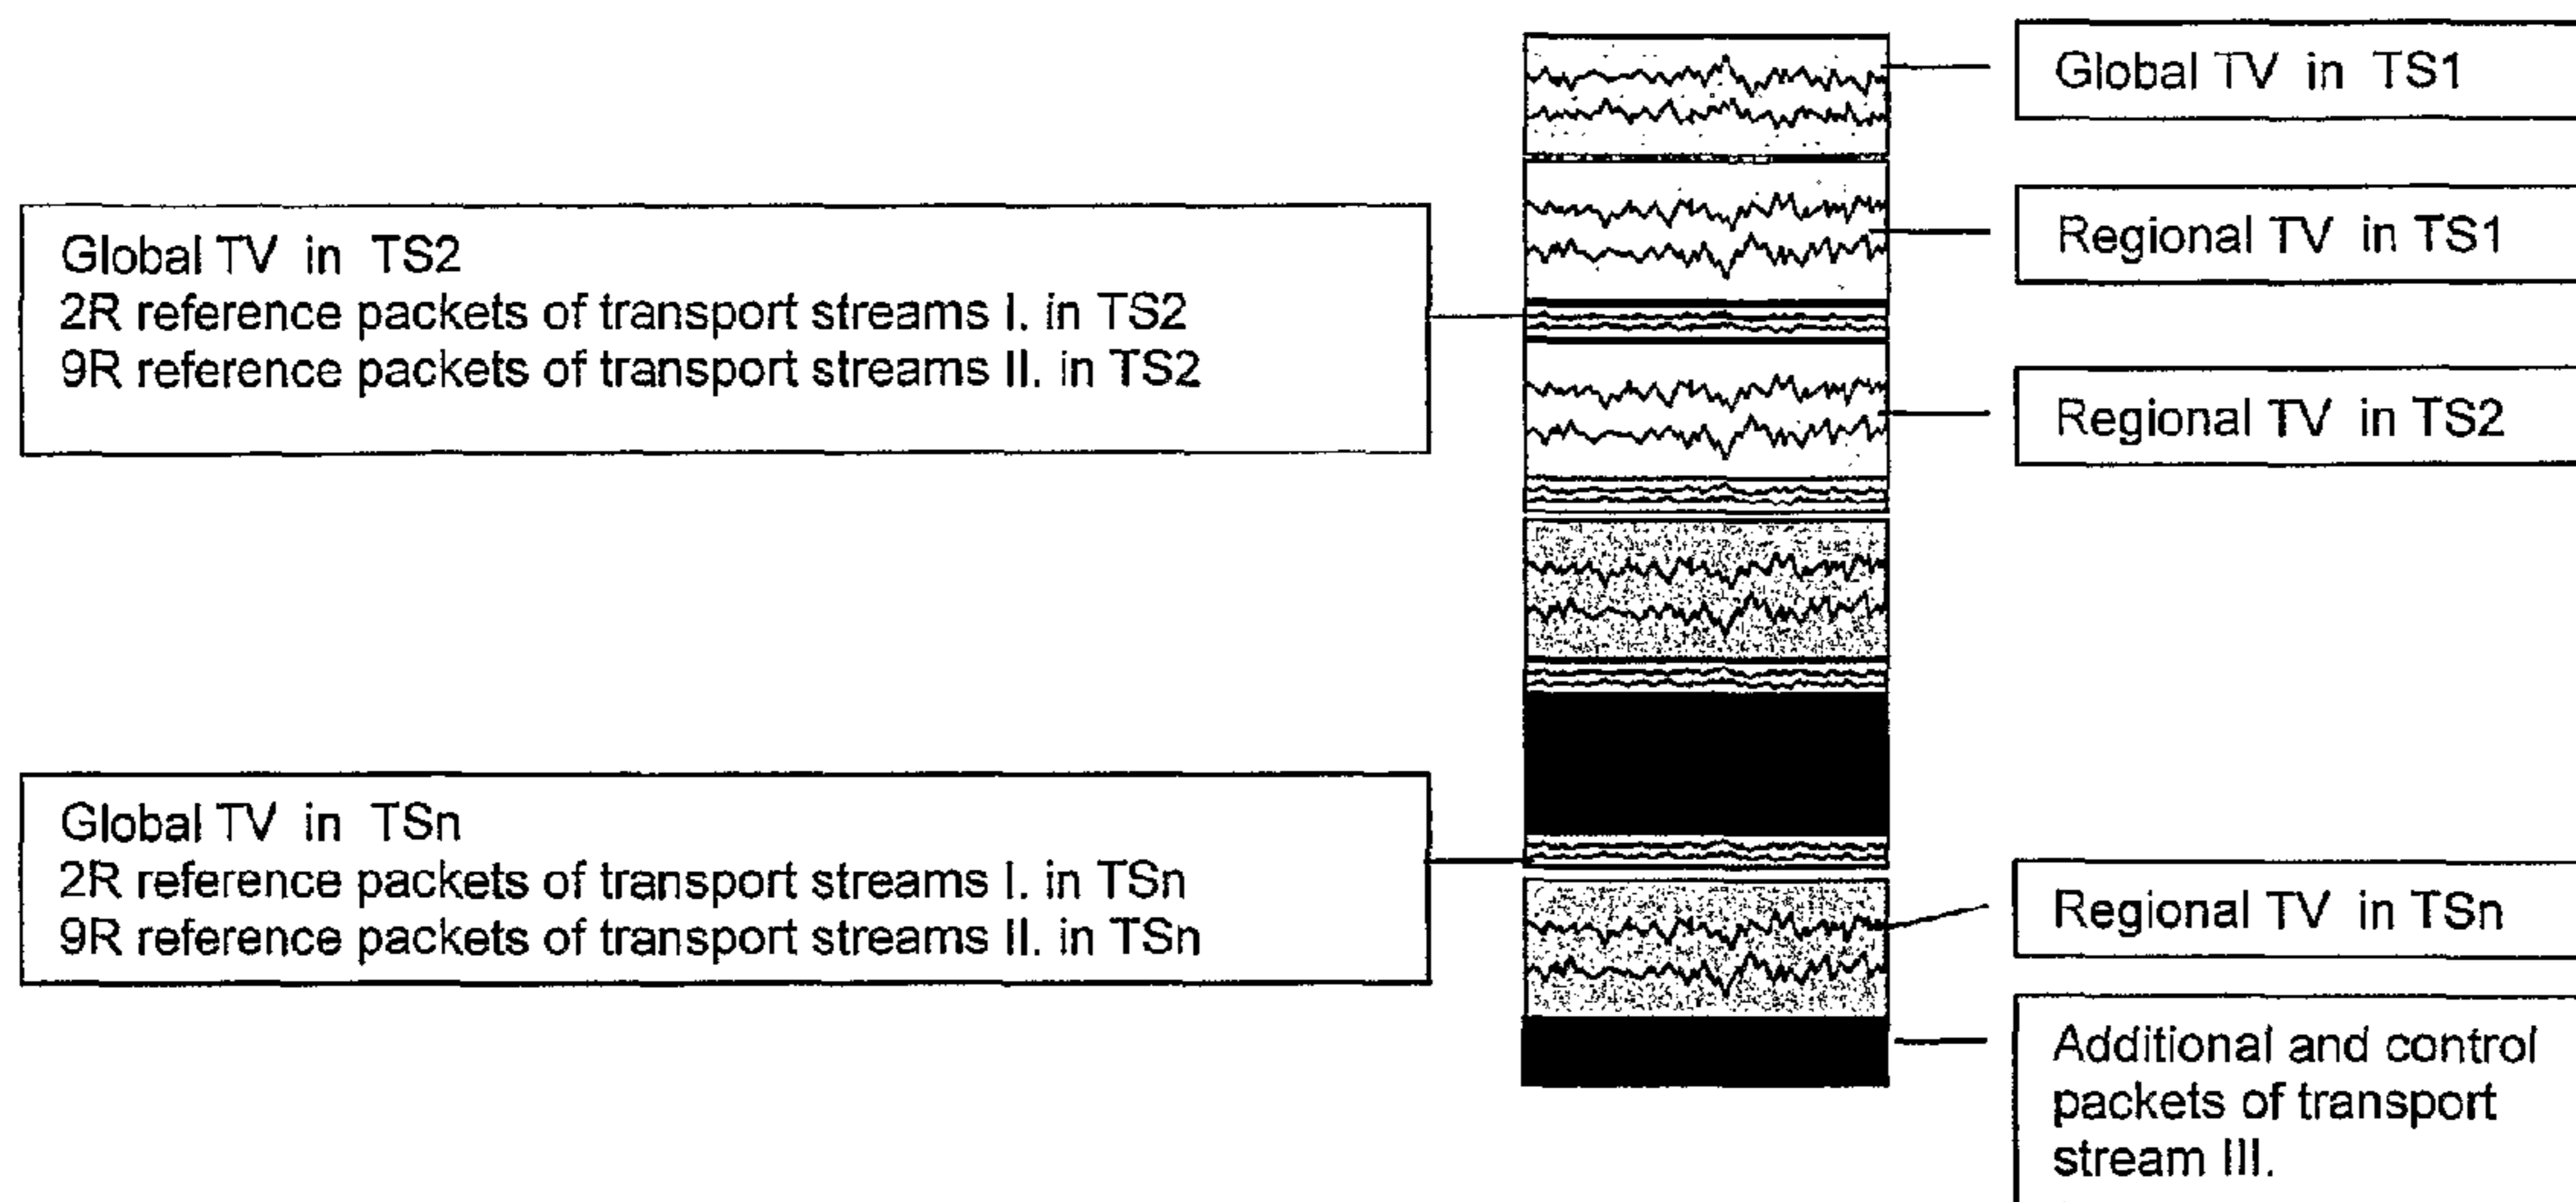 Global TV in TS1
Regional TV in TS1
Global TV in TS2
2R reference packets of transport streams I. in TS2
9R reference packets of transport streams II. in TS2
Regional TV in TS2
Global TV in TSn
2R reference packets of transport streams I. in TSn
9R reference packets of transport streams II. in TSn
Regional TV in TSn
Additional and control
packets of transport
stream III.